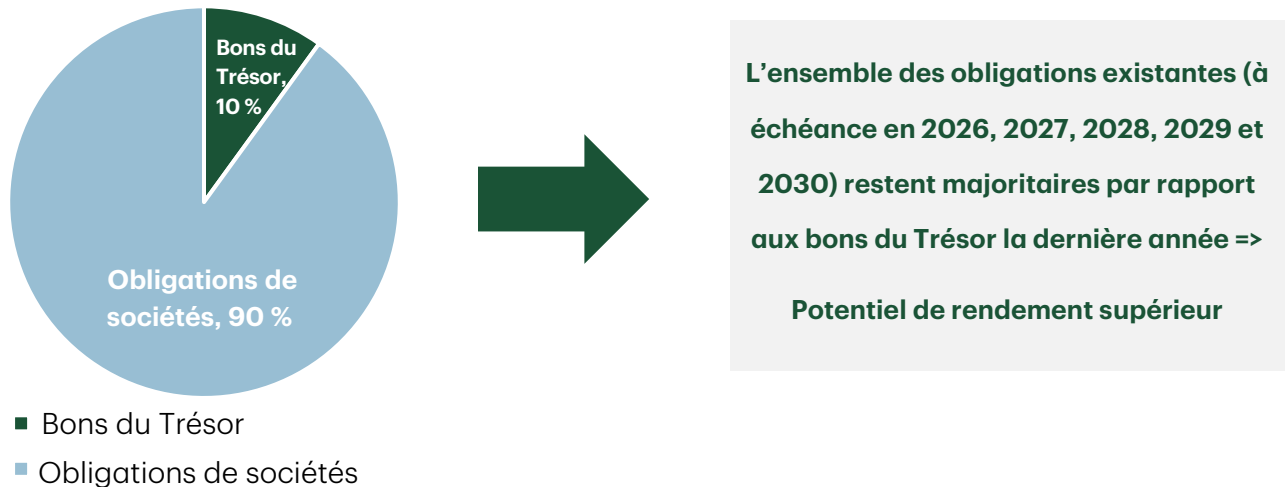 Bons du
Trésor,
10 %
Obligations de
sociétés, 90 %
Bons du Trésor
Obligations de sociétés
L'ensemble des obligations existantes (à
échéance en 2026, 2027, 2028, 2029 et
2030) restent majoritaires par rapport
aux bons du Trésor la dernière année =>
Potentiel de rendement supérieur